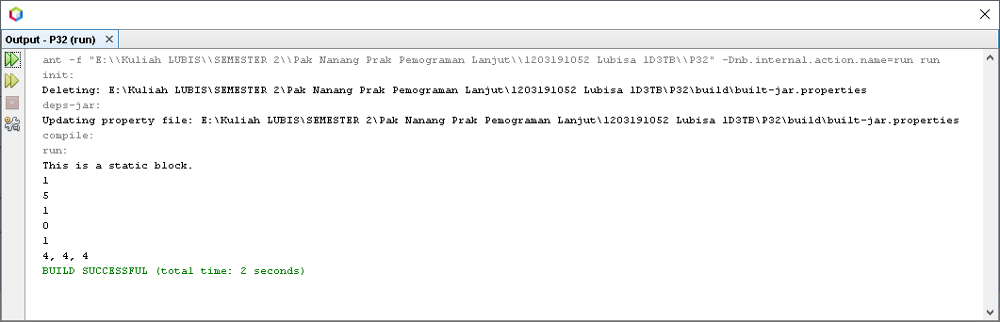 Output - P32 (run)
ant -f "E:\\Kuliah LUBIS\\SEMESTER 2\\Pak Nanang Prak Pemograman Lanjut\\1203191052 Lubisa 1D3TB\\P32" -Dnb.internal.action.name=run run
init:
Deleting: E:\Kuliah LUBIS\SEMESTER 2\Pak Nanang Prak Pemograman Lanjut\1203191052 Lubisa 1D3TB\P32\build\built-jar.properties
deps-jar:
Updating property file: E:\Kuliah LUBIS\SEMESTER 2\Pak Nanang Prak Pemograman Lanjut\1203191052 Lubisa 1D3TB\P32\build\built-jar.properties
compile:
run:
This is a static block.
1
5
1
0
1
4, 4, 4
BUILD SUCCESSFUL (total time: 2 seconds)